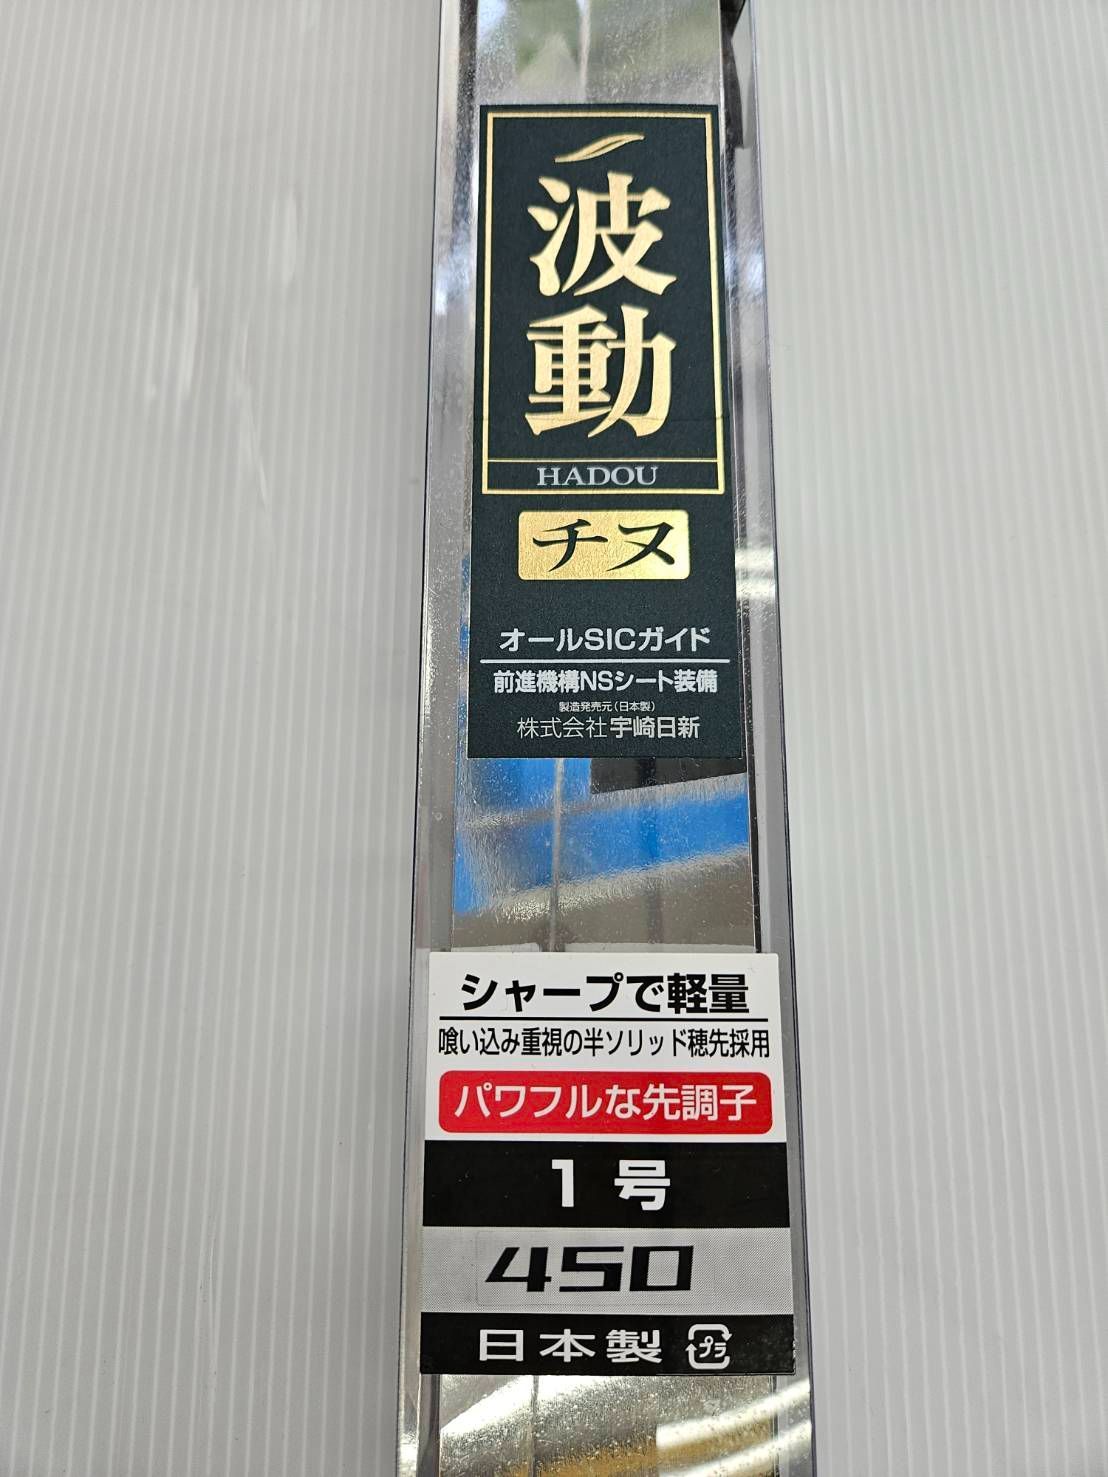 波動
HADOU
チヌ
オールSICガイド
前進機構NSシート装備
製造発売元(日本製)
株式会社宇崎日新
シャープで軽量
喰い込み重視の半ソリッド穂先採用
パワフルな先調子
1号
450
日本製 プラ